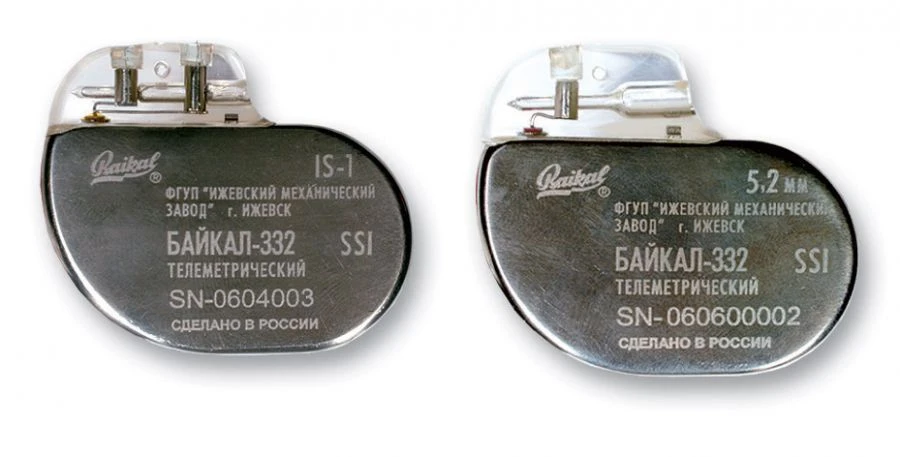 Baikal ® IS-1
ФГУП "ИЖЕВСКИЙ МЕХАНИЧЕСКИЙ
ЗАВОД" г. ИЖЕВСК
БАЙКАЛ-332 SSI
ТЕЛЕМЕТРИЧЕСКИЙ
SN-0604003
СДЕЛАНО В РОССИИ
Baikal ® 5,2 мм
ФГУП "ИЖЕВСКИЙ МЕХАНИЧЕСКИЙ
ЗАВОД" г. ИЖЕВСК
БАЙКАЛ-332 SSI
ТЕЛЕМЕТРИЧЕСКИЙ
SN-060600002
СДЕЛАНО В РОССИИ